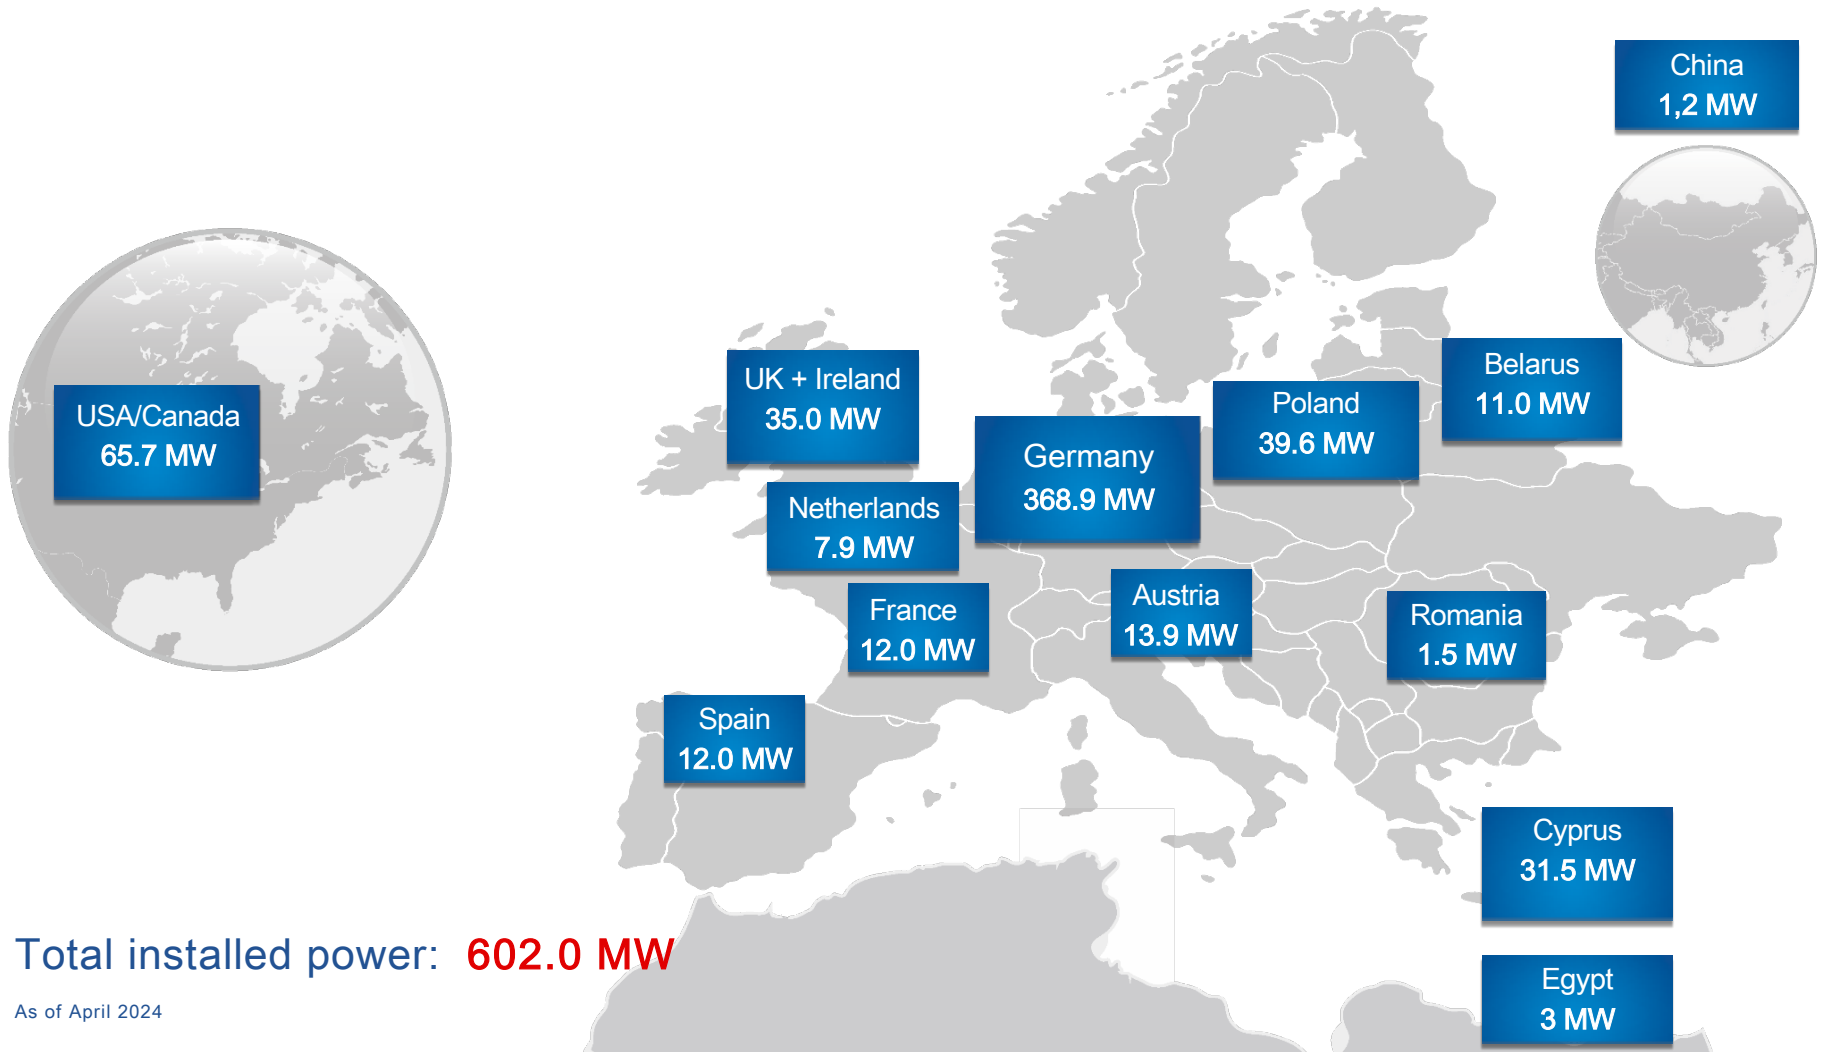 China
1,2 MW
UK + Ireland
35.0 MW
Belarus
11.0 MW
USA/Canada
65.7 MW
Poland
39.6 MW
Germany
368.9 MW
Netherlands
7.9 MW
France
12.0 MW
Austria
13.9 MW
Romania
1.5 MW
Spain
12.0 MW
Cyprus
31.5 MW
Total installed power: 602.0 MW
Egypt
3 MW
As of April 2024